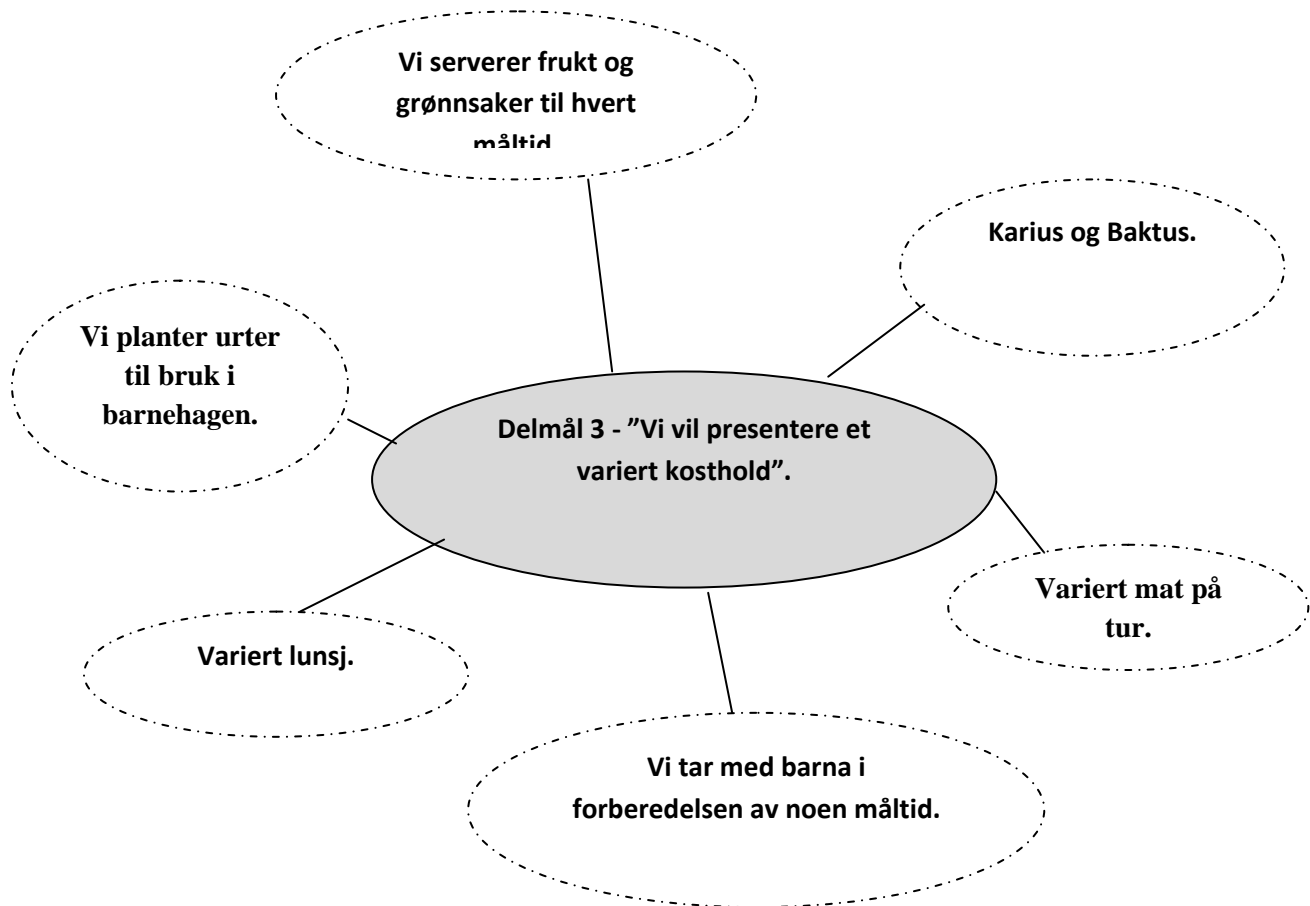 Vi serverer frukt og
grønnsaker til hvert
måltid
Karius og Baktus.
Vi planter urter
til bruk i
barnehagen.
Delmål 3 - ”Vi vil presentere et
variert kosthold”.
Variert mat på
tur.
Variert lunsj.
Vi tar med barna i
forberedelsen av noen måltid.